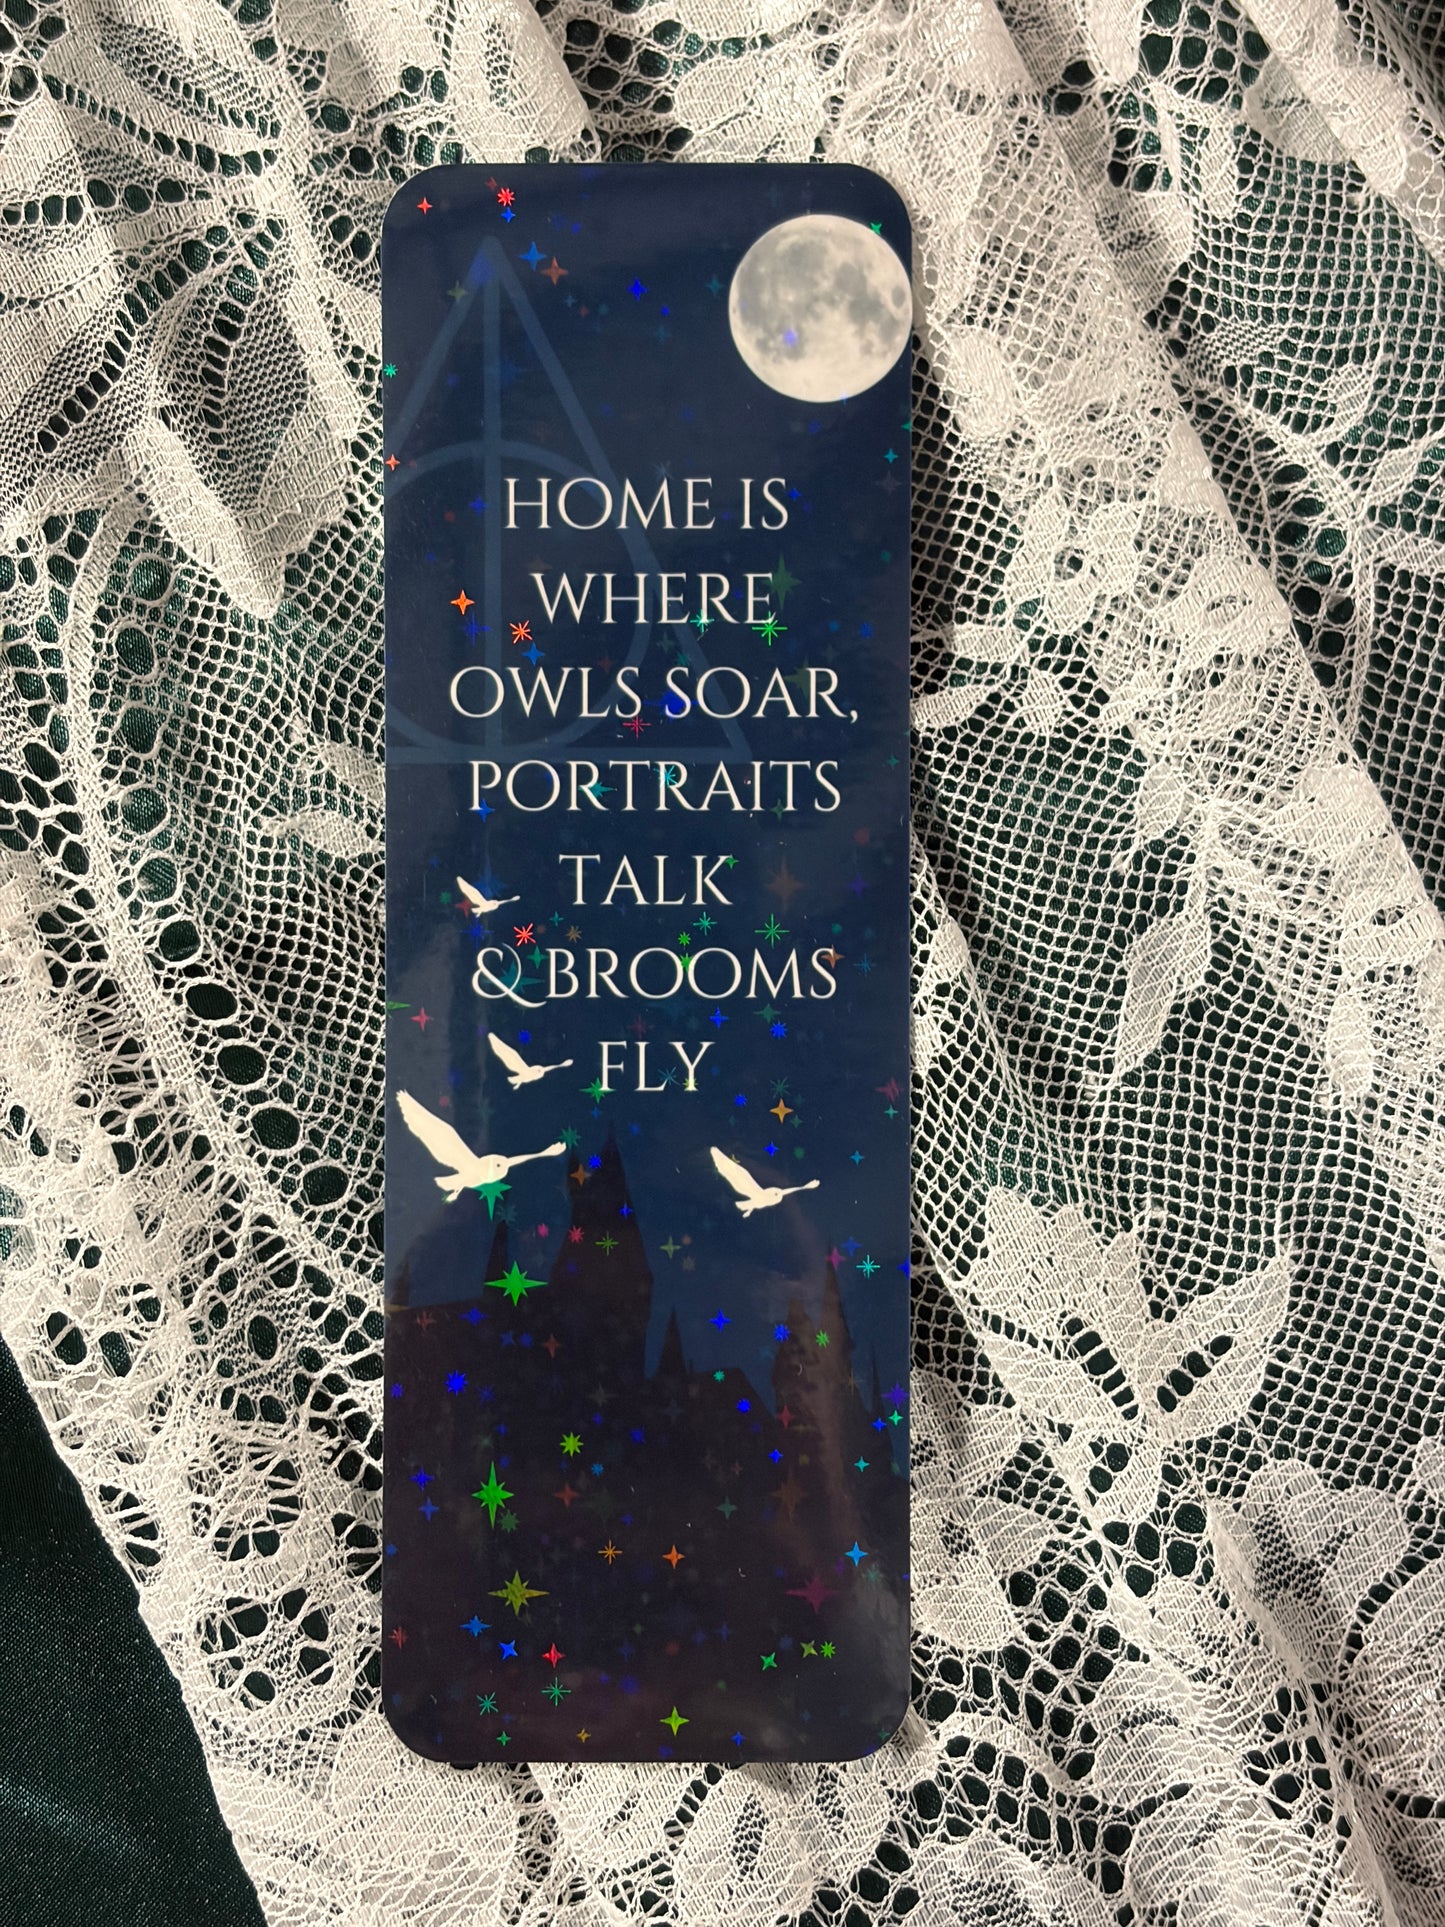 HOME IS
WHERE
OWLS SOAR,
PORTRAITS
TALK
& BROOMS
FLY